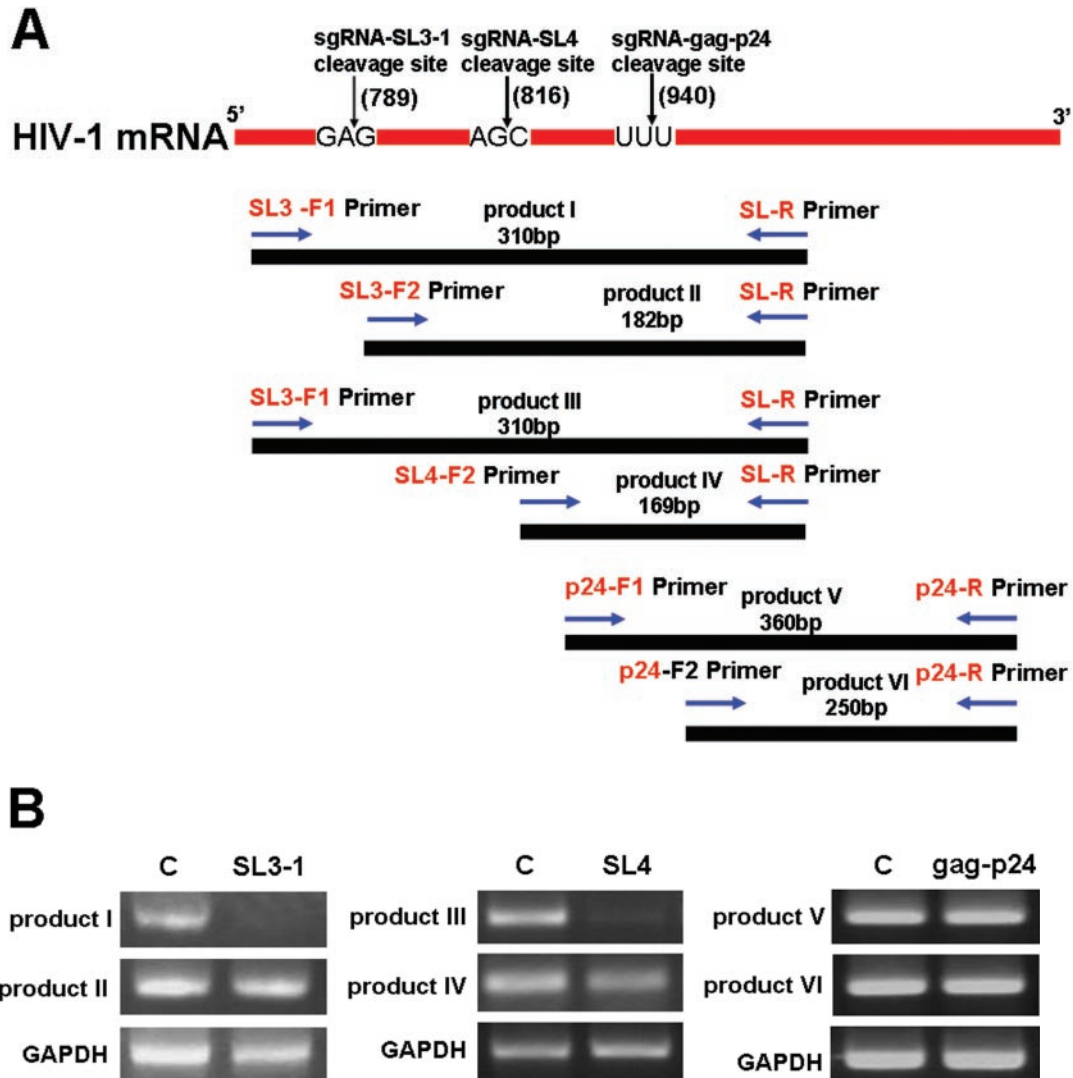 A
sgRNA-SL3-1 sgRNA-SL4 sgRNA-gag-p24
cleavage site cleavage site cleavage site
(789) (816) (940)
5’ 3’
HIV-1 mRNA GAG AGC UUU
SL3 -F1 Primer product I SL-R Primer
310bp
SL3-F2 Primer product II SL-R Primer
182bp
SL3-F1 Primer product III SL-R Primer
310bp
SL4-F2 Primer product IV SL-R Primer
169bp
p24-F1 Primer product V p24-R Primer
360bp
p24-F2 Primer product VI p24-R Primer
250bp
B
C SL3-1 C SL4 C gag-p24
product I product III product V
product II product IV product VI
GAPDH GAPDH GAPDH